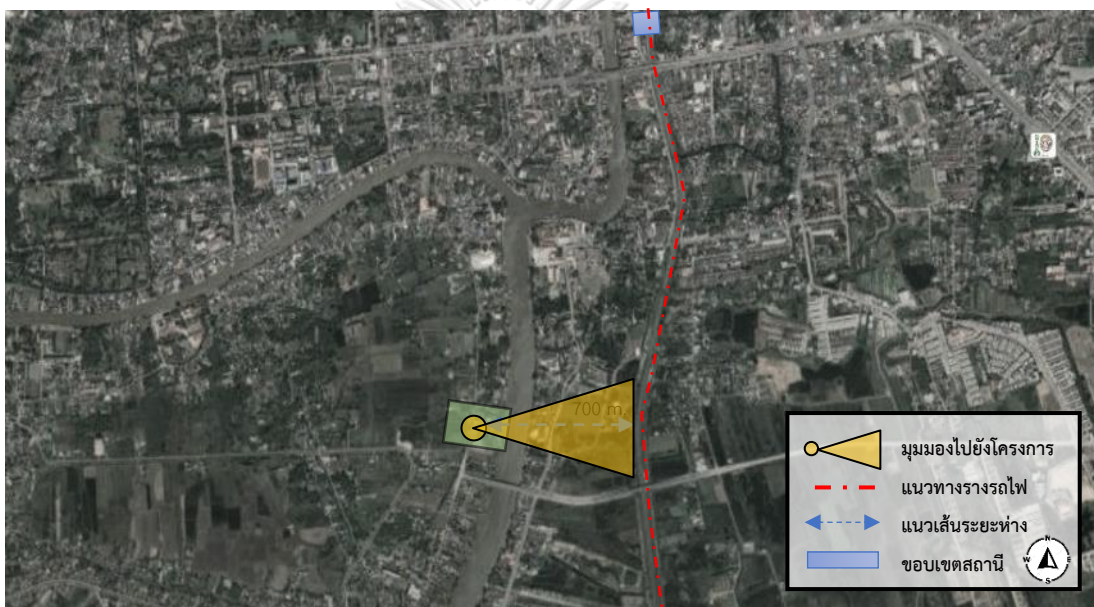 700 m.
มุมมองไปยังโครงการ
แนวทางรางรถไฟ
แนวเส้นระยะห่าง
ขอบเขตสถานี
N
W E
S